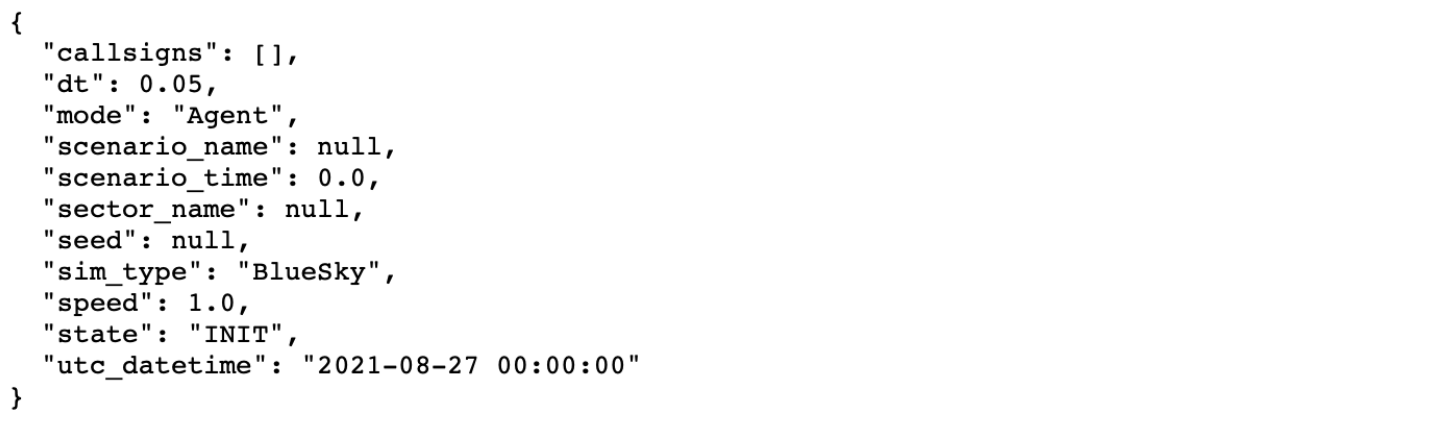 {
  "callsigns": [],
  "dt": 0.05,
  "mode": "Agent",
  "scenario_name": null,
  "scenario_time": 0.0,
  "sector_name": null,
  "seed": null,
  "sim_type": "BlueSky",
  "speed": 1.0,
  "state": "INIT",
  "utc_datetime": "2021-08-27 00:00:00"
}